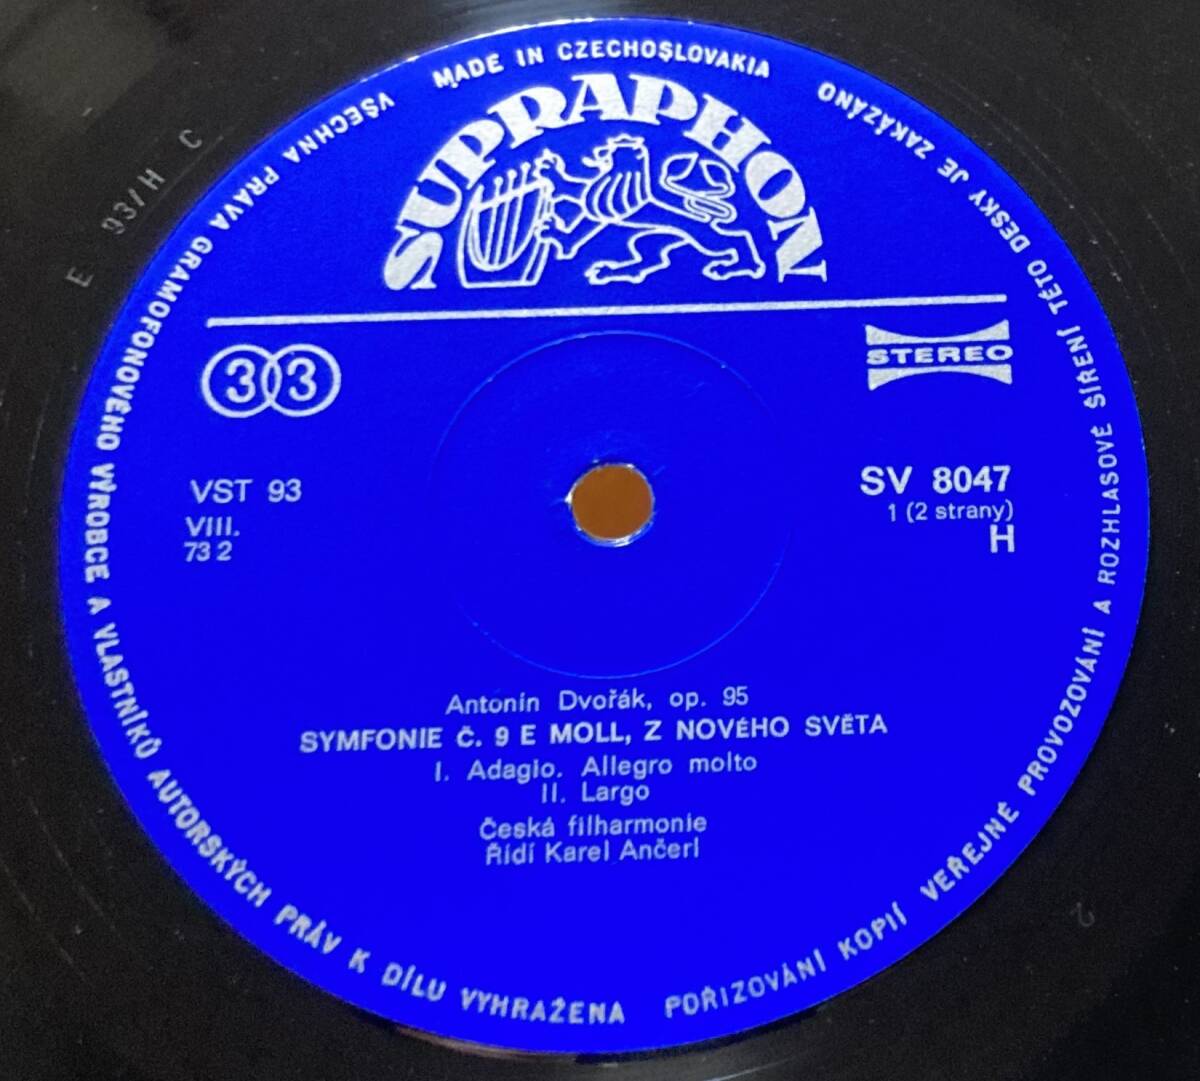 MADE IN CZECHOSLOVAKIA
SUPRAPHON
33
STEREO
VST 93
VIII.
73 2
SV 8047
1 (2 strany)
H
Antonín Dvořák, op. 95
SYMFONIE Č. 9 E MOLL, Z NOVÉHO SVĚTA
I. Adagio. Allegro molto
II. Largo
Česká filharmonie
Řídí Karel Ančerl
VŠECHNA PRÁVA GRAMOFONOVÉHO VÝROBCE A VLASTNÍKŮ AUTORSKÝCH PRÁV K DÍLU VYHRAŽENA
POŘIZOVÁNÍ KOPIÍ VEŘEJNÉ PROVOZOVÁNÍ A ROZHLASOVÉ ŠÍŘENÍ TÉTO DESKY JE ZAKÁZÁNO
E 93/H C
2